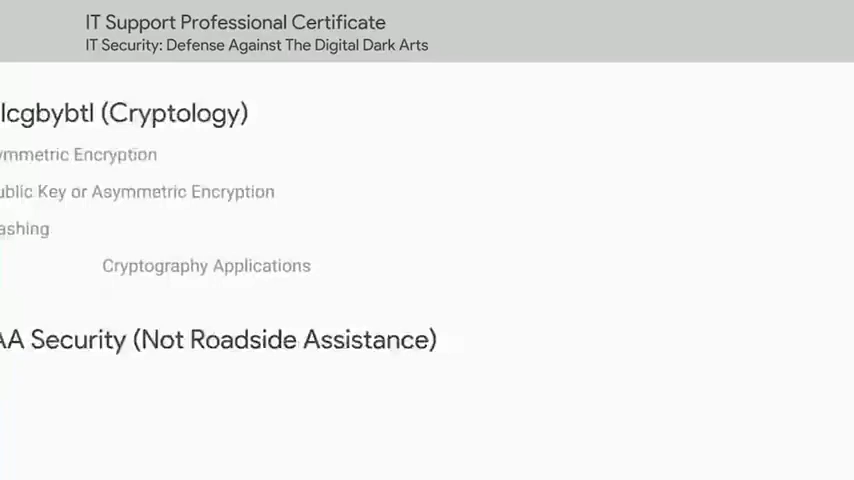 IT Support Professional Certificate
IT Security: Defense Against The Digital Dark Arts
lcgbybtl (Cryptology)
ymmetric Encryption
ublic Key or Asymmetric Encryption
ashing
Cryptography Applications
AA Security (Not Roadside Assistance)